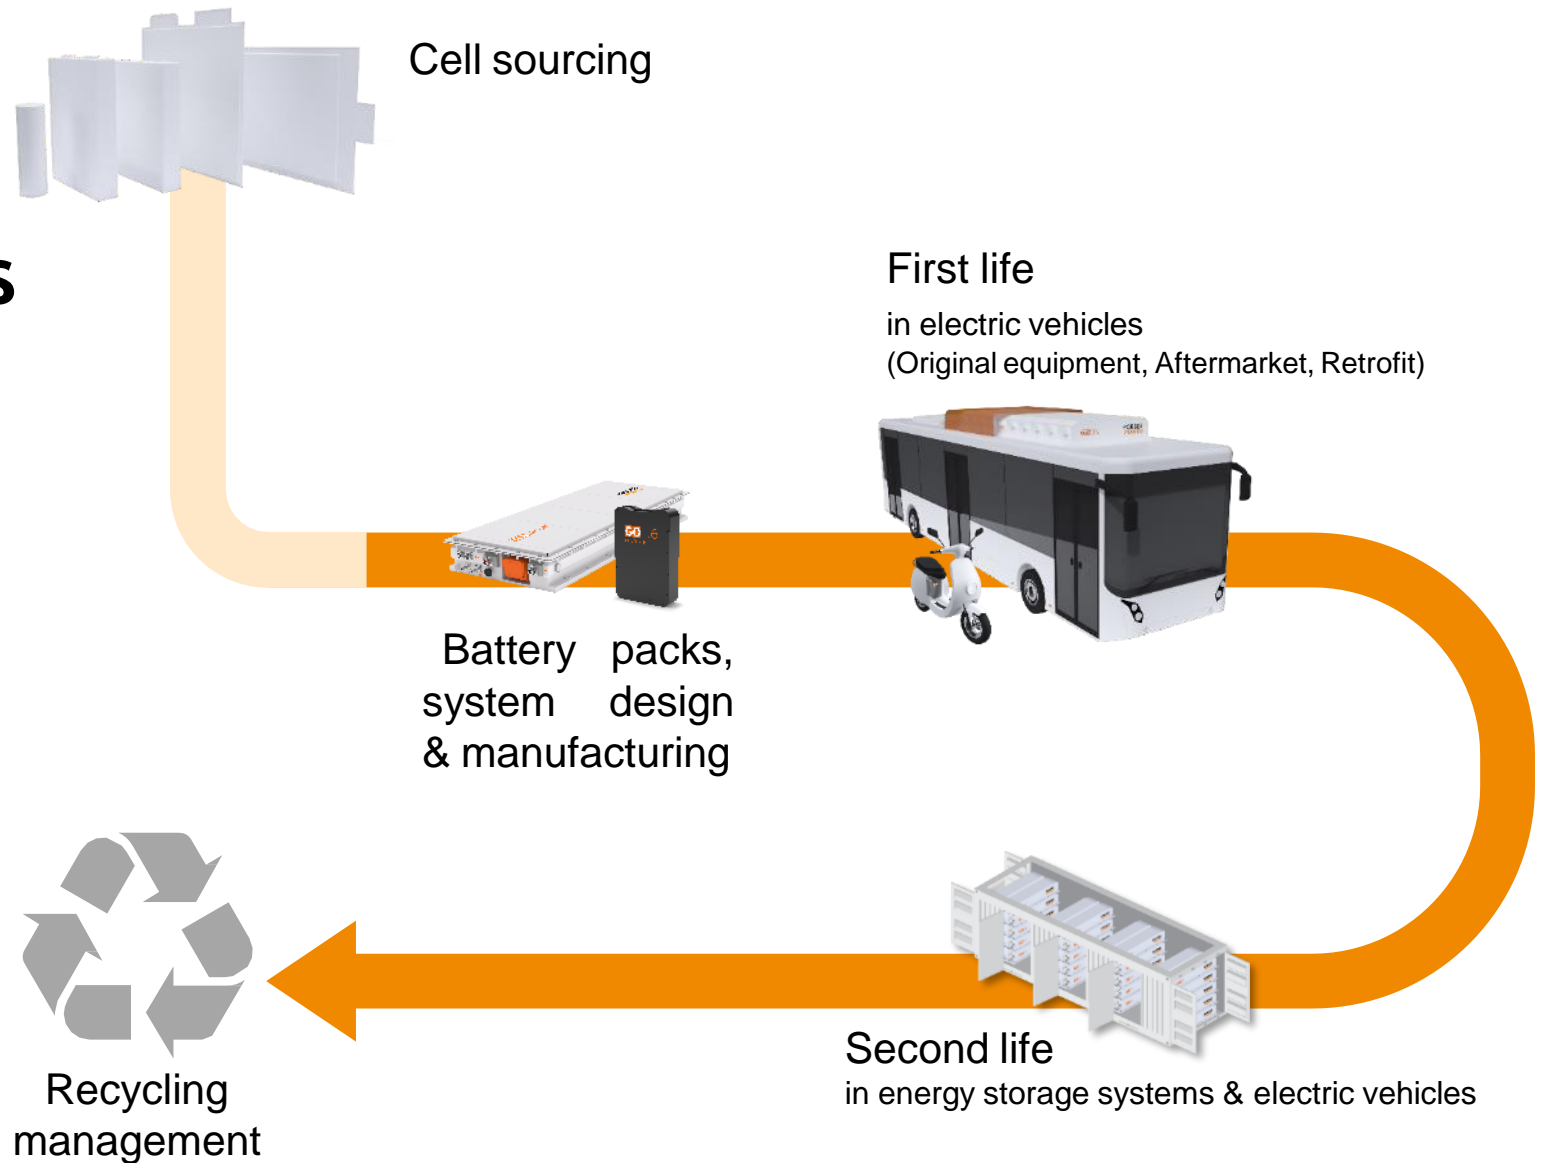 Cell sourcing
s
First life
in electric vehicles
(Original equipment, Aftermarket, Retrofit)
GO
Battery packs,
system design
& manufacturing
Second life
in energy storage systems & electric vehicles
Recycling
management